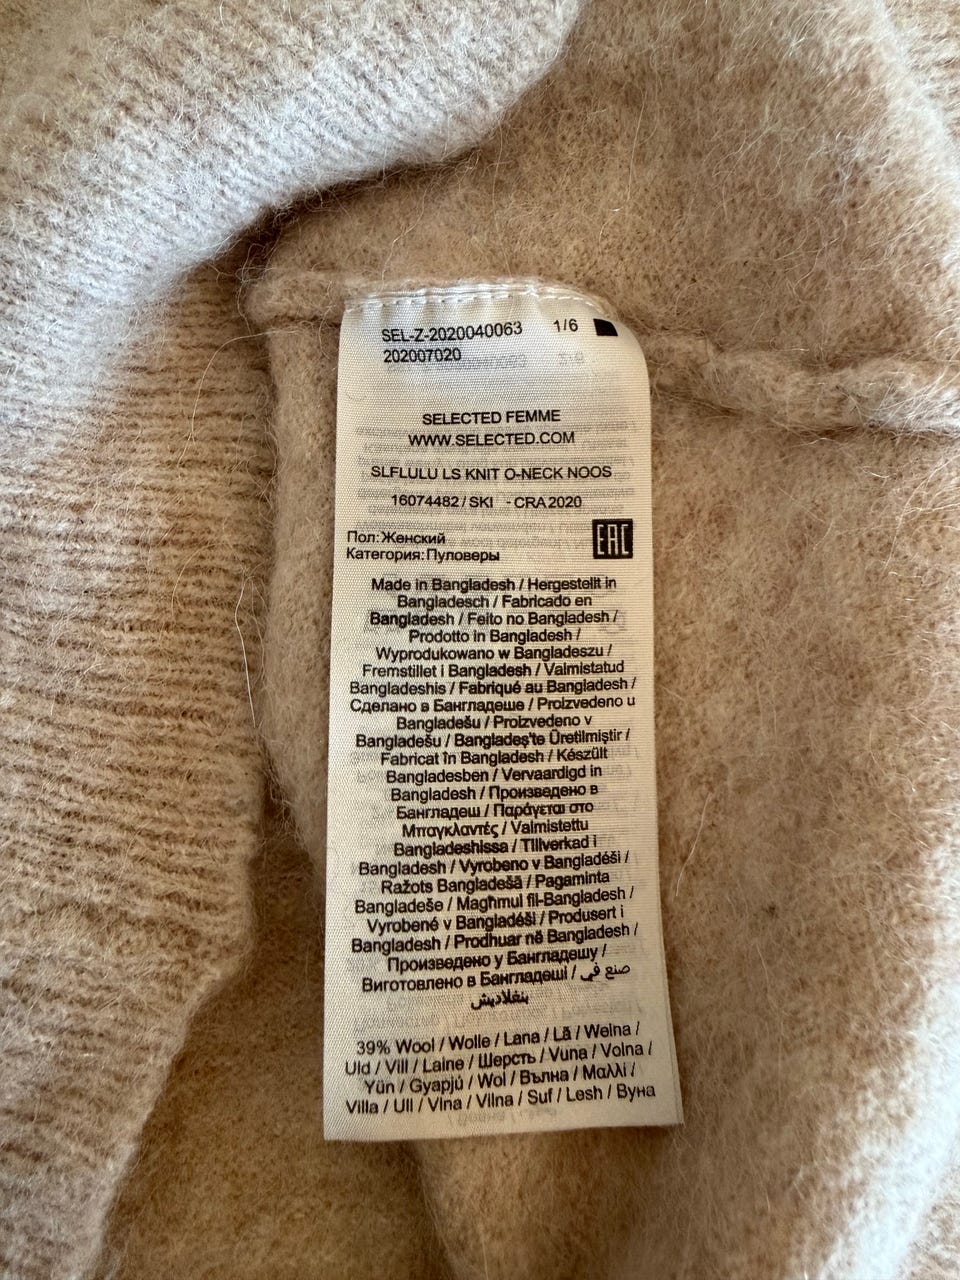 SEL-Z-2020040063 1/6
202007020
SELECTED FEMME
WWW.SELECTED.COM
SLFLULU LS KNIT O-NECK NOOS
16074482 / SKI - CRA 2020
Пол: Женский
Категория: Пуловеры
EAC
Made in Bangladesh / Hergestellt in
Bangladesch / Fabricado en
Bangladesh / Feito no Bangladesh /
Prodotto in Bangladesh /
Wyprodukowano w Bangladeszu /
Fremstillet i Bangladesh / Valmistatud
Bangladeshis / Fabriqué au Bangladesh /
Сделано в Бангладеше / Proizvedeno u
Bangladešu / Proizvedeno v
Bangladešu / Bangladeş'te Üretilmiştir /
Fabricat în Bangladesh / Készült
Bangladesben / Vervaardigd in
Bangladesh / Произведено в
Бангладеш / Παράγεται στο
Μπαγκλαντές / Valmistettu
Bangladeshissa / Tillverkad i
Bangladesh / Vyrobeno v Bangladéši /
Ražots Bangladešā / Pagaminta
Bangladeše / Magħmul fil-Bangladesh /
Vyrobené v Bangladéši / Produsert i
Bangladesh / Prodhuar në Bangladesh /
Произведено у Бангладешу /
Виготовлено в Бангладеші / صنع في
بنغلاديش
39% Wool / Wolle / Lana / Lã / Wełna /
Uld / Vill / Laine / Шерсть / Vuna / Volna /
Yün / Gyapjú / Wol / Вълна / Μαλλί /
Villa / Ull / Vlna / Vilna / Suf / Lesh / Вуна